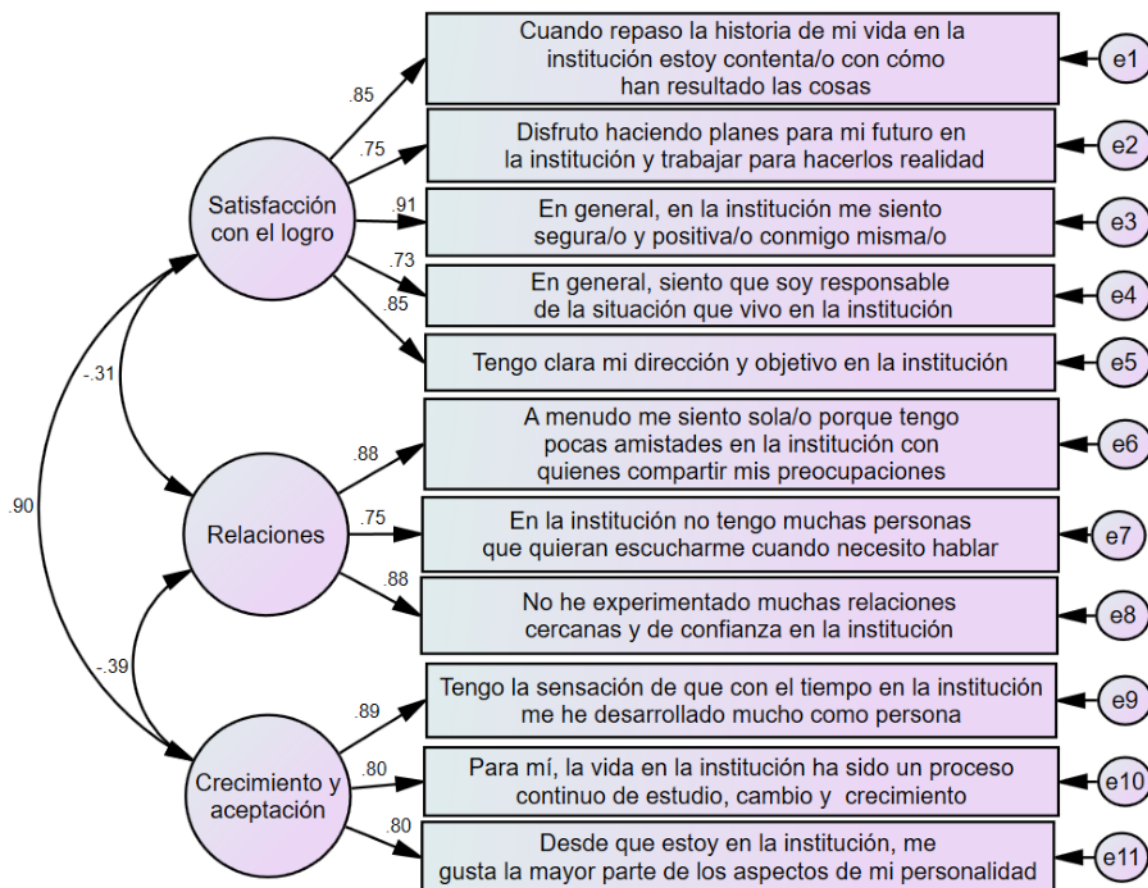 Cuando repaso la historia de mi vida en la
institución estoy contenta/o con cómo
han resultado las cosas
e1
.85
Disfruto haciendo planes para mi futuro en
la institución y trabajar para hacerlos realidad
e2
.75
Satisfacción
con el logro
.91
En general, en la institución me siento
segura/o y positiva/o conmigo misma/o
e3
.73
En general, siento que soy responsable
de la situación que vivo en la institución
e4
.85
Tengo clara mi dirección y objetivo en la institución
e5
-.31
A menudo me siento sola/o porque tengo
pocas amistades en la institución con
quienes compartir mis preocupaciones
e6
.88
.90
Relaciones
.75
En la institución no tengo muchas personas
que quieran escucharme cuando necesito hablar
e7
.88
No he experimentado muchas relaciones
cercanas y de confianza en la institución
e8
-.39
Tengo la sensación de que con el tiempo en la institución
me he desarrollado mucho como persona
e9
.89
Crecimiento y
aceptación
.80
Para mí, la vida en la institución ha sido un proceso
continuo de estudio, cambio y crecimiento
e10
.80
Desde que estoy en la institución, me
gusta la mayor parte de los aspectos de mi personalidad
e11